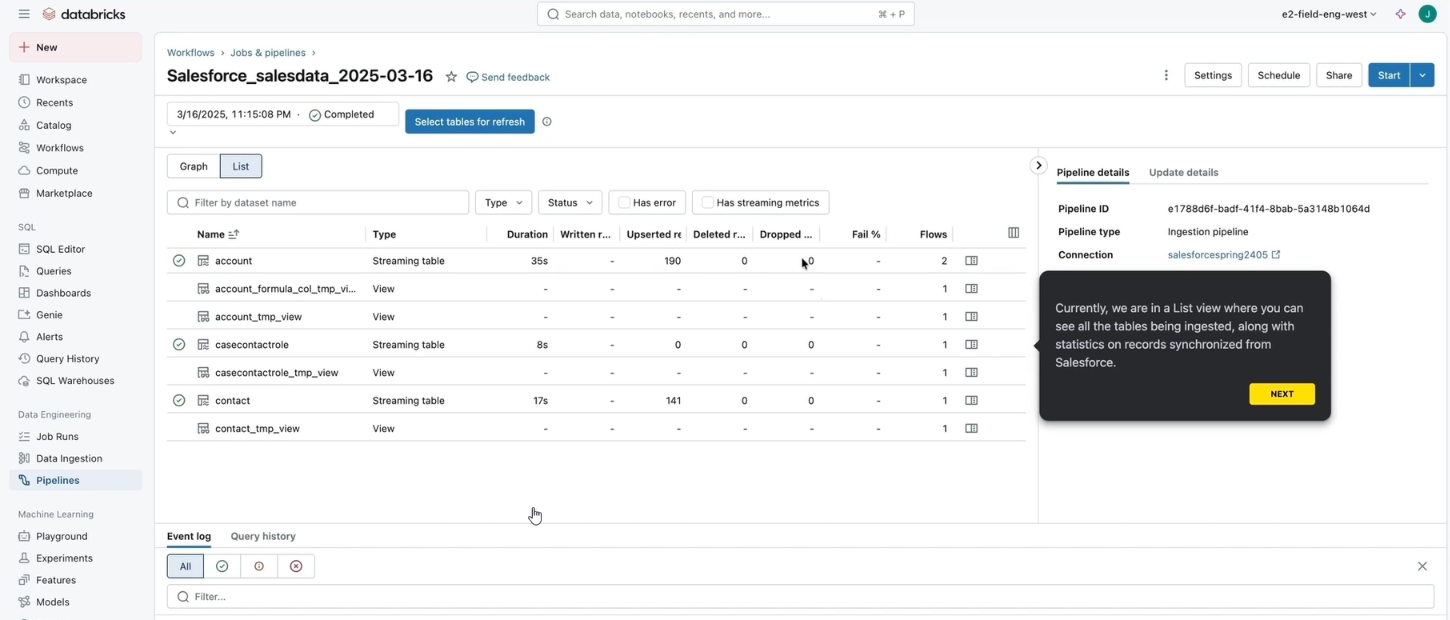 databricks
Search data, notebooks, recents, and more... ⌘ + P
e2-field-eng-west
J
New
Workspace
Recents
Catalog
Workflows
Compute
Marketplace
SQL
SQL Editor
Queries
Dashboards
Genie
Alerts
Query History
SQL Warehouses
Data Engineering
Job Runs
Data Ingestion
Pipelines
Machine Learning
Playground
Experiments
Features
Models
Workflows › Jobs & pipelines ›
Salesforce_salesdata_2025-03-16 Send feedback
Settings Schedule Share Start
3/16/2025, 11:15:08 PM · Completed
Select tables for refresh
Graph List
Filter by dataset name Type Status Has error Has streaming metrics
Name Type Duration Written r... Upserted re Deleted r... Dropped ... Fail % Flows
account Streaming table 35s - 190 0 0 - 2
account_formula_col_tmp_vi... View - - - - - - 1
account_tmp_view View - - - - - - 1
casecontactrole Streaming table 8s - 0 0 0 - 1
casecontactrole_tmp_view View - - - - - - 1
contact Streaming table 17s - 141 0 0 - 1
contact_tmp_view View - - - - - - 1
Pipeline details Update details
Pipeline ID e1788d6f-badf-41f4-8bab-5a3148b1064d
Pipeline type Ingestion pipeline
Connection salesforcespring2405
Currently, we are in a List view where you can
see all the tables being ingested, along with
statistics on records synchronized from
Salesforce.
NEXT
Event log Query history
All
Filter...